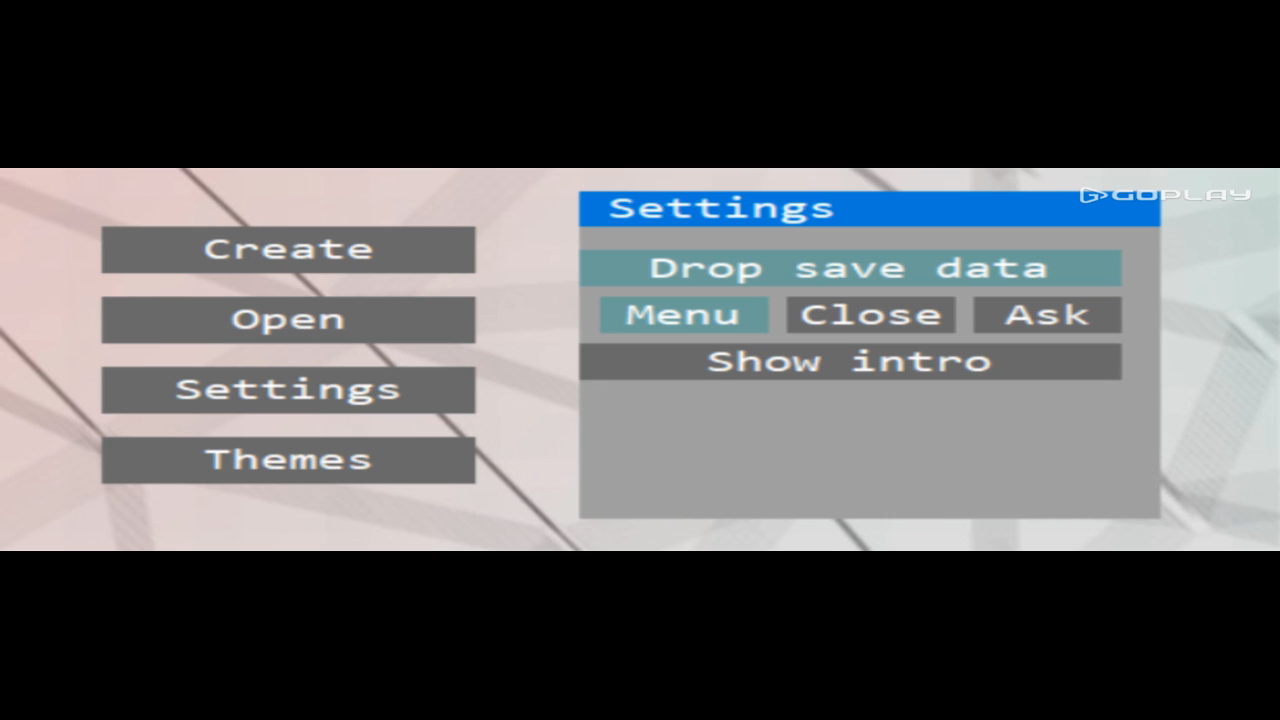 Create
Open
Settings
Themes
GOPLAY
Settings
Drop save data
Menu Close Ask
Show intro